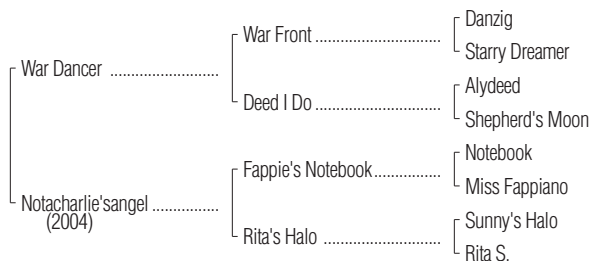 Danzig
War Front ...............................
Starry Dreamer
War Dancer ...........................
Alydeed
Deed I Do ...............................
Shepherd's Moon
Notebook
Fappie's Notebook.................
Miss Fappiano
Notacharlie'sangel ................
(2004)
Sunny's Halo
Rita's Halo .............................
Rita S.